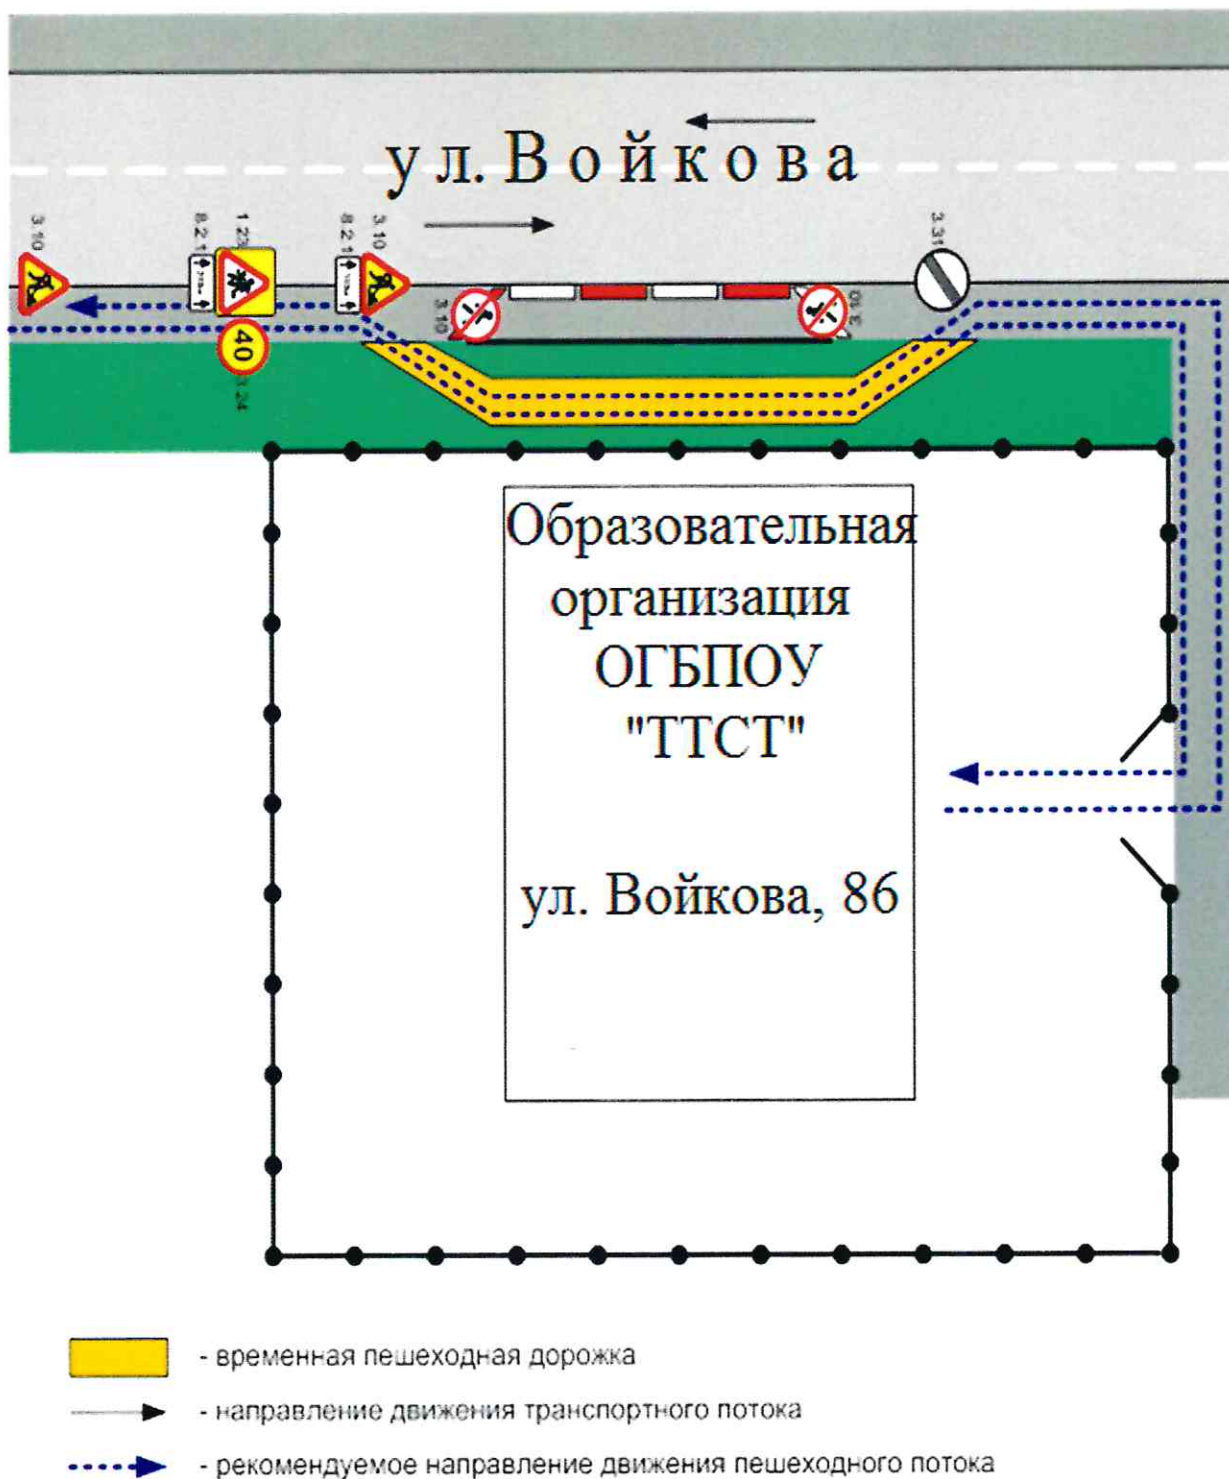 ул. Войкова
3.10
8.2.1
1.23
8.2.1
3.10
3.31
3.10
3.10
40
3.24
Образовательная
организация
ОГБПОУ
"ТТСТ"
ул. Войкова, 86
- временная пешеходная дорожка
- направление движения транспортного потока
- рекомендуемое направление движения пешеходного потока